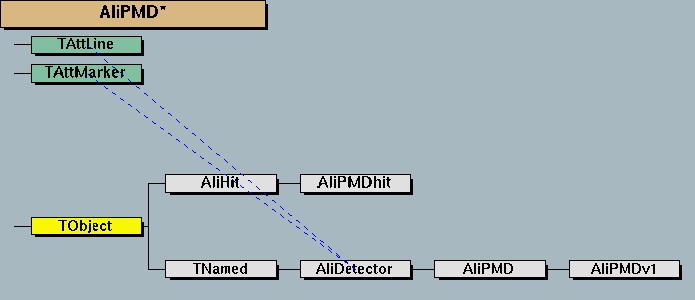 AliPMD*
TAttLine
TAttMarker
AliHit AliPMDhit
TObject
TNamed AliDetector AliPMD AliPMDv1